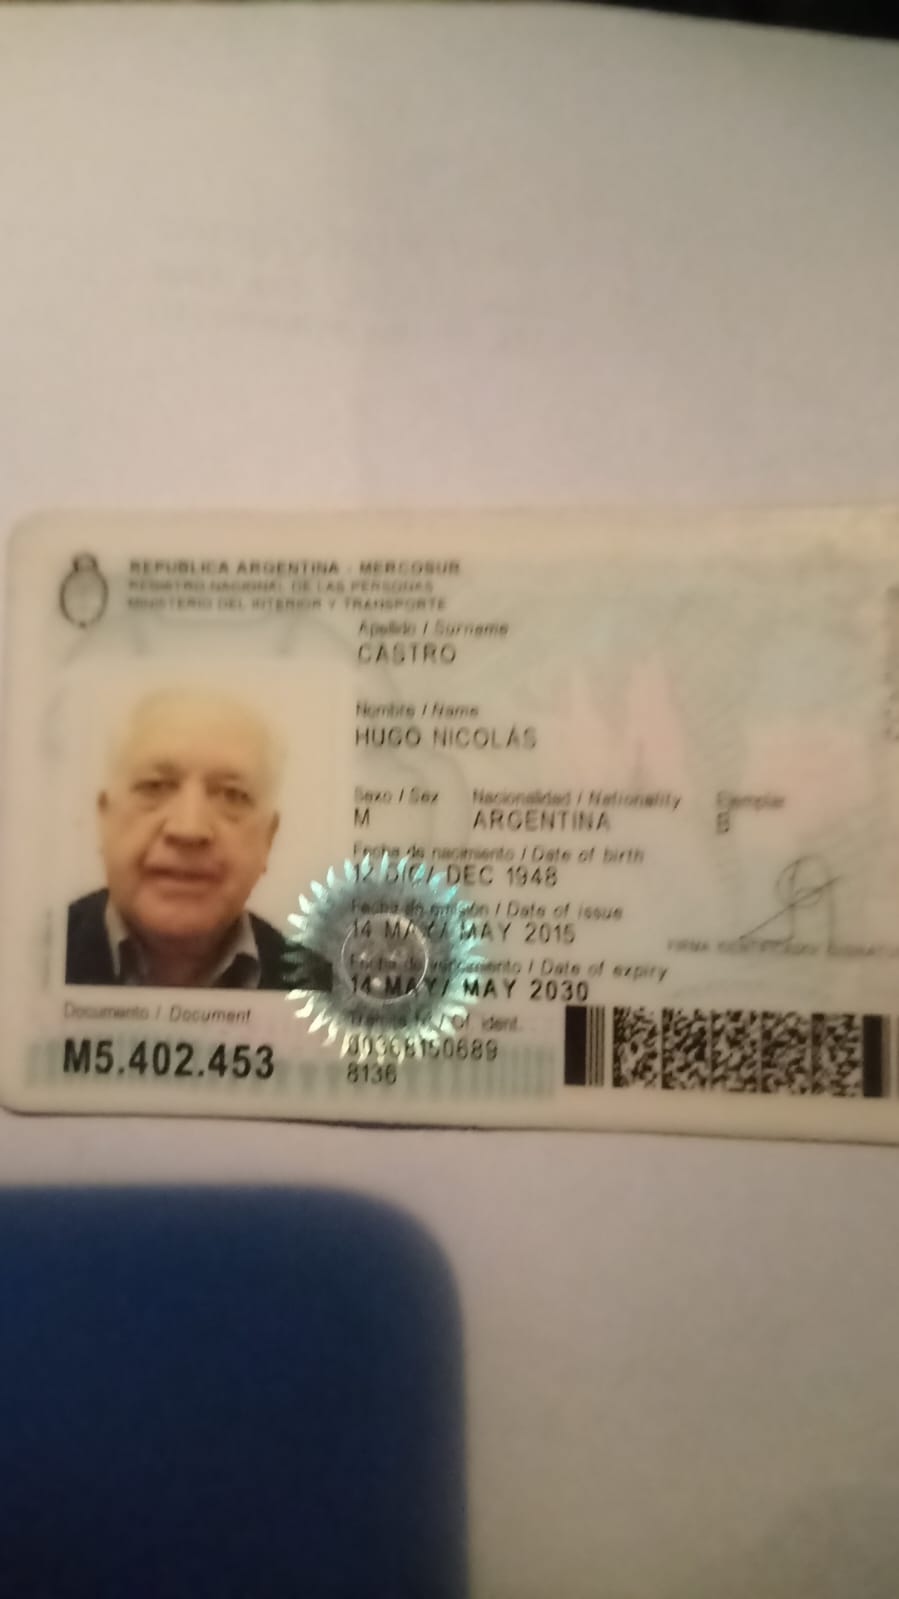 REPUBLICA ARGENTINA - MERCOSUR
REGISTRO NACIONAL DE LAS PERSONAS
MINISTERIO DEL INTERIOR Y TRANSPORTE
Apellido / Surname
CASTRO
Nombre / Name
HUGO NICOLÁS
Sexo / Sex Nacionalidad / Nationality Ejemplar
M ARGENTINA B
Fecha de nacimiento / Date of birth
12 DIC/ DEC 1948
Fecha de emisión / Date of issue
14 MAY/ MAY 2015
FIRMA IDENTIFICADO /
Fecha de vencimiento / Date of expiry
14 MAY/ MAY 2030
Documento / Document
Trámite Nº / Of. ident.
M5.402.453
8136